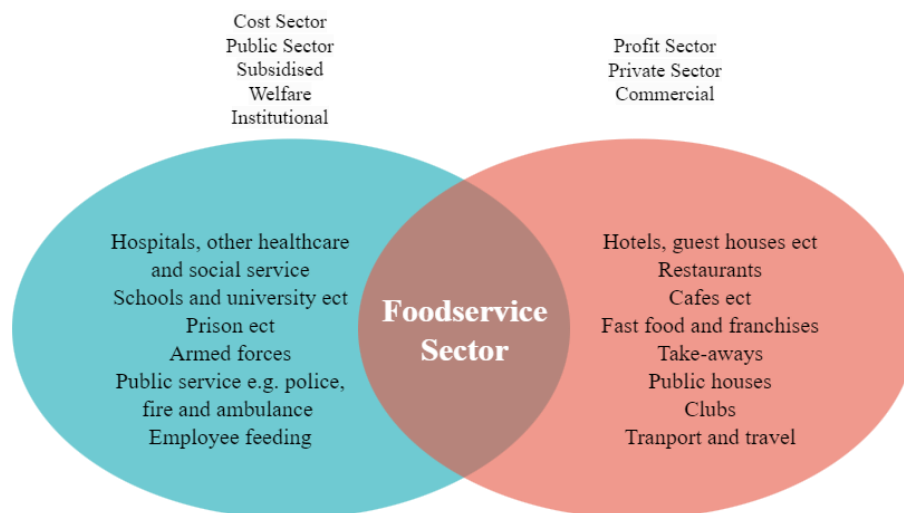 Cost Sector
Public Sector
Subsidised
Welfare
Institutional
Profit Sector
Private Sector
Commercial
Hospitals, other healthcare
and social service
Schools and university ect
Prison ect
Armed forces
Public service e.g. police,
fire and ambulance
Employee feeding
Foodservice
Sector
Hotels, guest houses ect
Restaurants
Cafes ect
Fast food and franchises
Take-aways
Public houses
Clubs
Tranport and travel